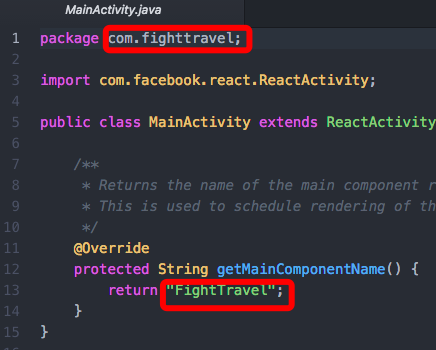 MainActivity.java
1 package com.fighttravel;
2
3 import com.facebook.react.ReactActivity;
4
5 public class MainActivity extends ReactActivity
6
7 /**
8 * Returns the name of the main component r
9 * This is used to schedule rendering of th
10 */
11 @Override
12 protected String getMainComponentName() {
13 return "FightTravel";
14 }
15 }